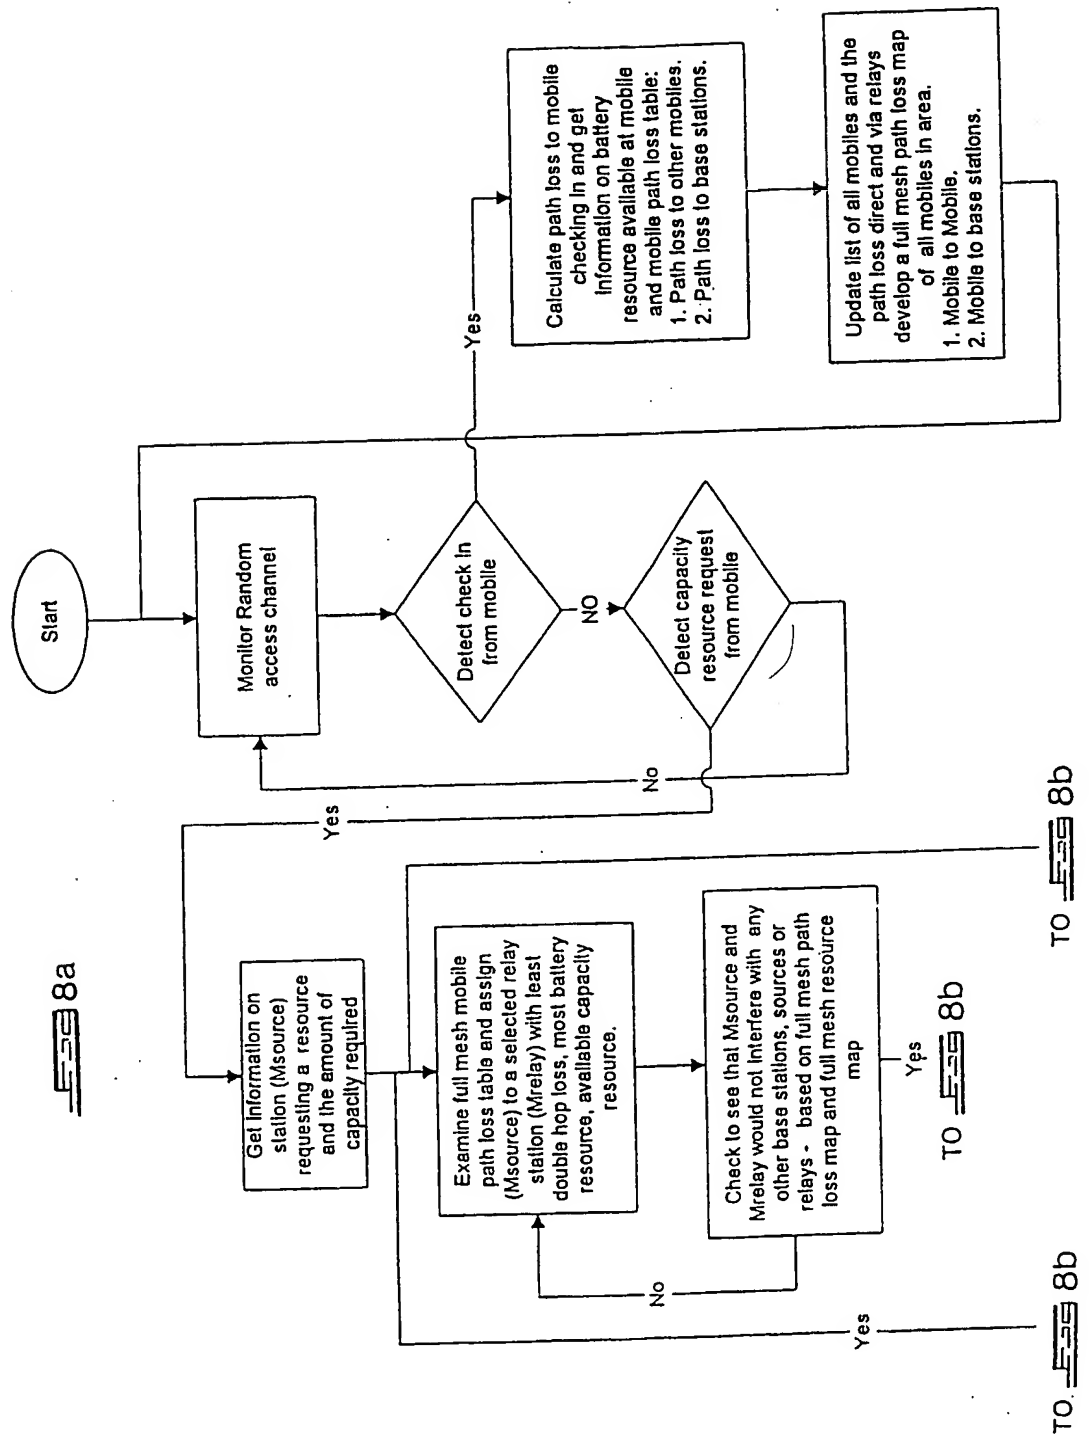 Fig 8a
Start
Monitor Random
access channel
Detect check in
from mobile
Yes
Calculate path loss to mobile
checking in and get
Information on battery
resource available at mobile
and mobile path loss table:
1. Path loss to other mobiles.
2. Path loss to base stations.
Update list of all mobiles and the
path loss direct and via relays
develop a full mesh path loss map
of all mobiles in area.
1. Mobile to Mobile.
2. Mobile to base stations.
NO
Detect capacity
resource request
from mobile
No
Yes
Get information on
station (Msource)
requesting a resource
and the amount of
capacity required
Examine full mesh mobile
path loss table and assign
(Msource) to a selected relay
station (Mrelay) with least
double hop loss, most battery
resource, available capacity
resource.
Check to see that Msource and
Mrelay would not Interfere with any
other base stations, sources or
relays - based on full mesh path
loss map and full mesh resource
map
No
Yes
Yes
TO Fig 8b
TO Fig 8b
TO. Fig 8b